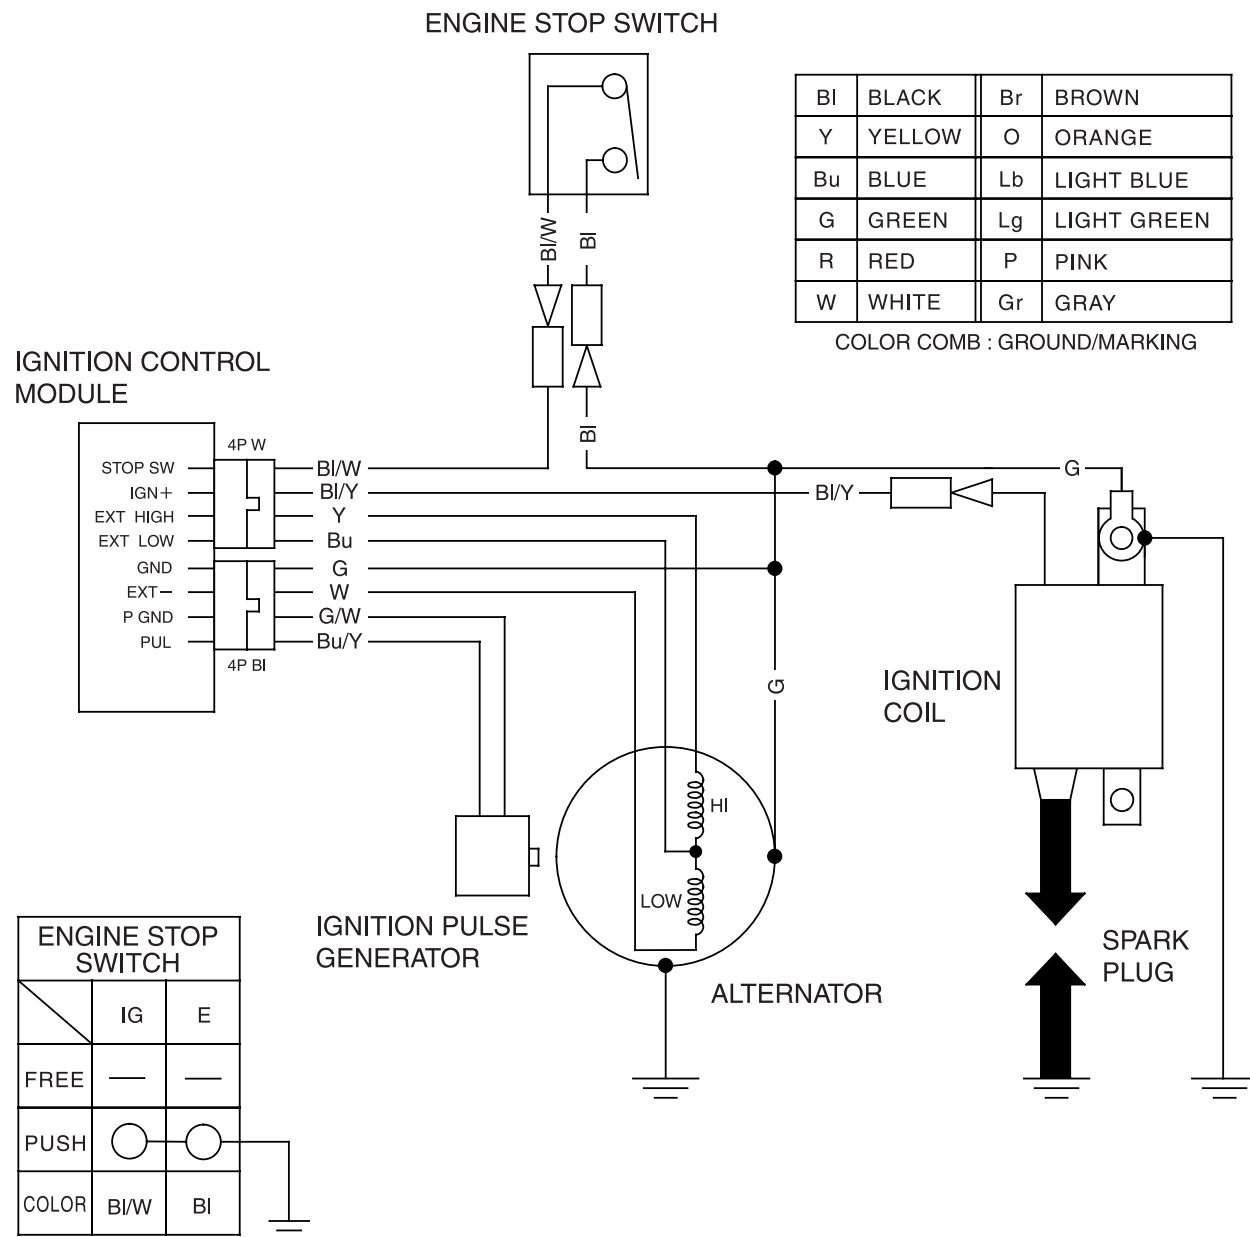 ENGINE STOP SWITCH
Bl BLACK Br BROWN
Y YELLOW O ORANGE
Bu BLUE Lb LIGHT BLUE
G GREEN Lg LIGHT GREEN
R RED P PINK
W WHITE Gr GRAY
COLOR COMB : GROUND/MARKING
Bl/W
Bl
Bl
IGNITION CONTROL
MODULE
4P W
STOP SW Bl/W
IGN+ Bl/Y
EXT HIGH Y
EXT LOW Bu
GND G
EXT− W
P GND G/W
PUL Bu/Y
4P Bl
G
Bl/Y
G
IGNITION
COIL
HI
LOW
IGNITION PULSE
GENERATOR
ALTERNATOR
SPARK
PLUG
ENGINE STOP
SWITCH
IG E
FREE — —
PUSH
COLOR Bl/W Bl